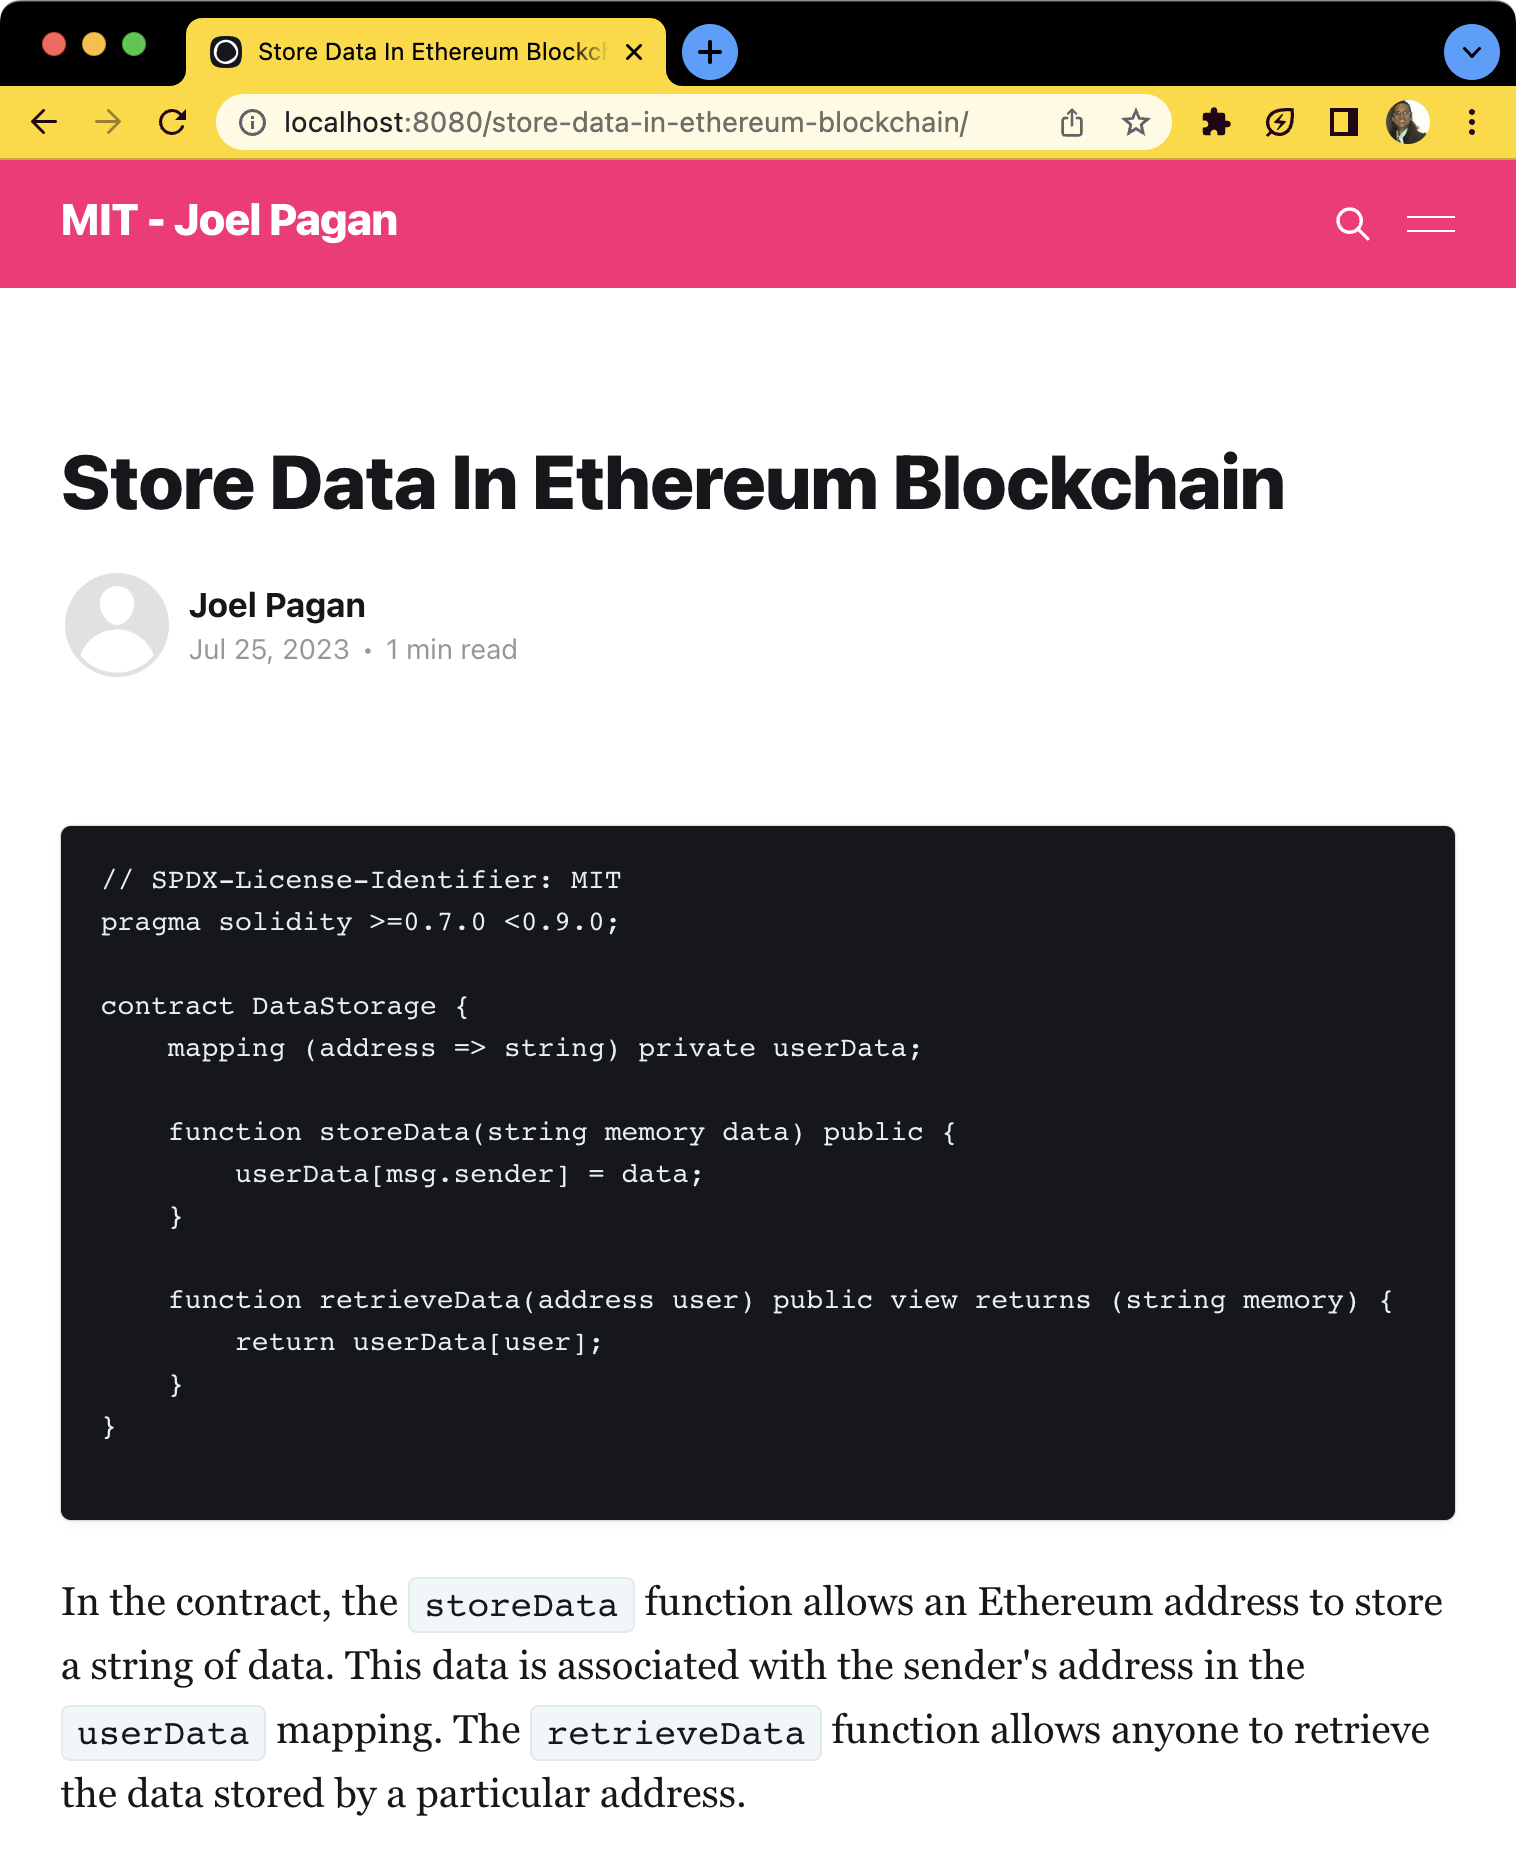 Store Data In Ethereum Blockch
localhost:8080/store-data-in-ethereum-blockchain/
MIT - Joel Pagan
Store Data In Ethereum Blockchain
Joel Pagan
Jul 25, 2023 • 1 min read
// SPDX-License-Identifier: MIT
pragma solidity >=0.7.0 <0.9.0;
contract DataStorage {
    mapping (address => string) private userData;
    function storeData(string memory data) public {
        userData[msg.sender] = data;
    }
    function retrieveData(address user) public view returns (string memory) {
        return userData[user];
    }
}
In the contract, the storeData function allows an Ethereum address to store
a string of data. This data is associated with the sender's address in the
userData mapping. The retrieveData function allows anyone to retrieve
the data stored by a particular address.